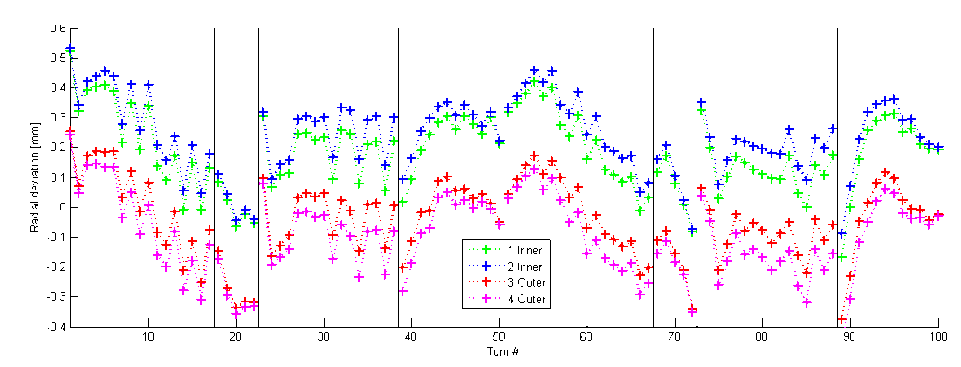 0.6
0.5
0.4
0.3
0.2
0.1
0
-0.1
-0.2
-0.3
-0.4
Radial deviation [mm]
1 Inner
2 Inner
3 Outer
4 Outer
10 20 30 40 50 60 70 80 90 100
Turn #